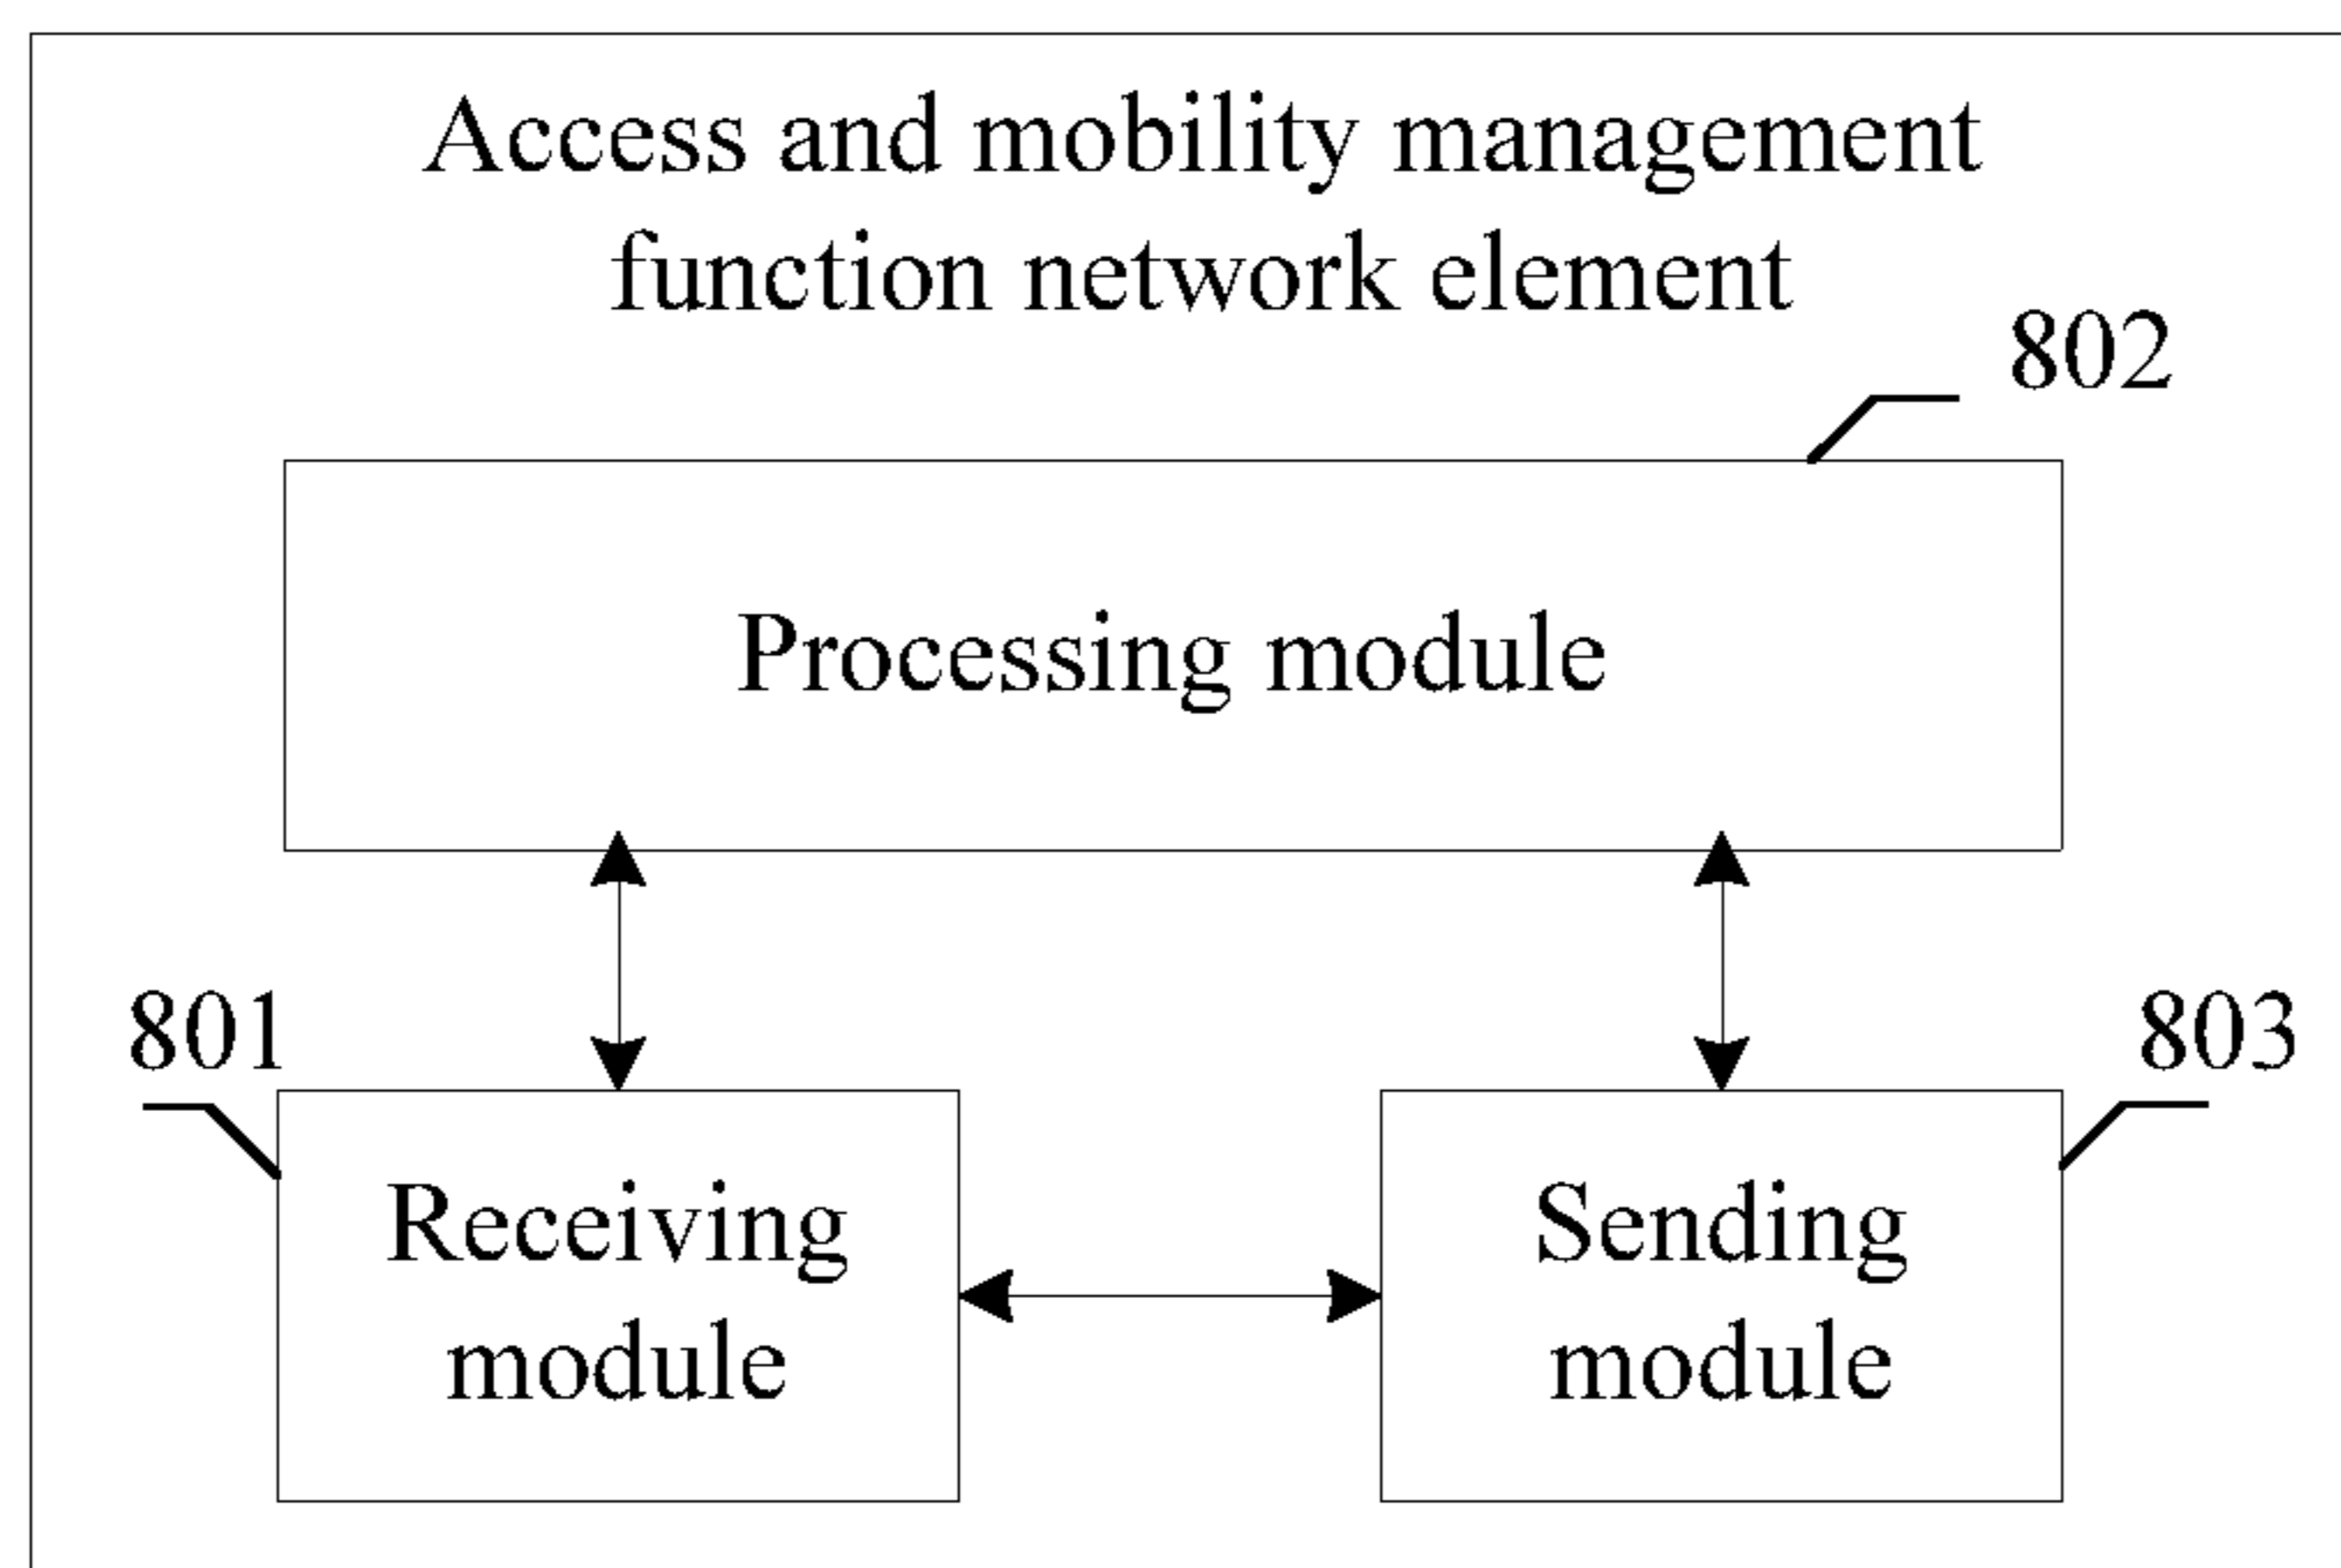 Access and mobility management
function network element
802
Processing module
801
803
Receiving
module
Sending
module